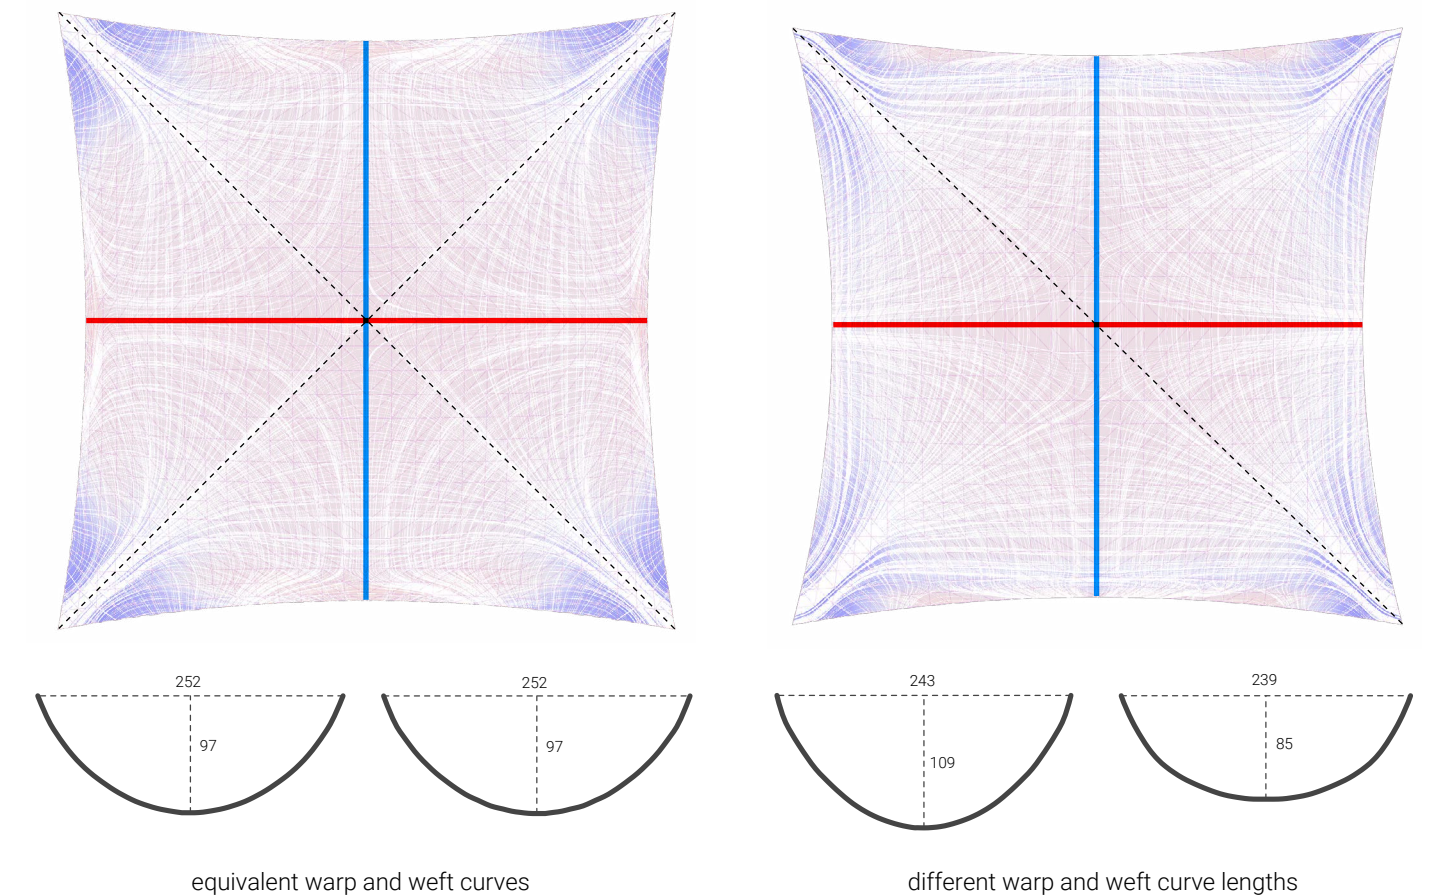 252 252 243 239
97 97 109 85
equivalent warp and weft curves
different warp and weft curve lengths